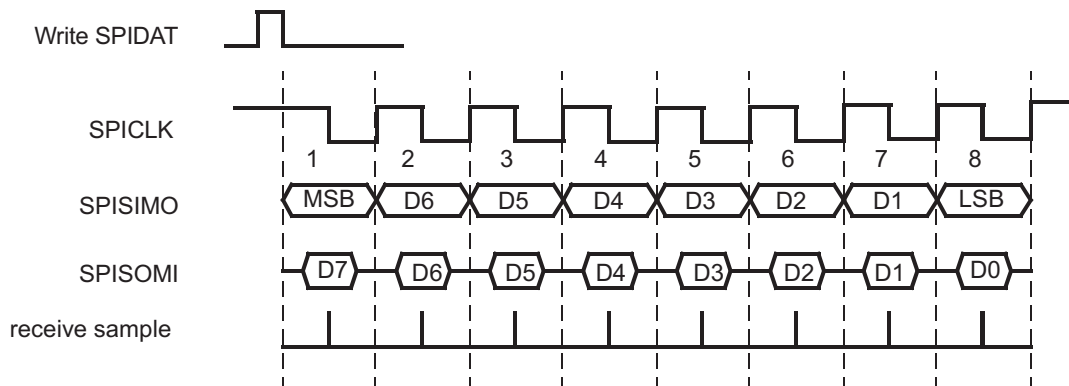 Write SPIDAT
SPICLK
1 2 3 4 5 6 7 8
SPISIMO MSB D6 D5 D4 D3 D2 D1 LSB
SPISOMI D7 D6 D5 D4 D3 D2 D1 D0
receive sample